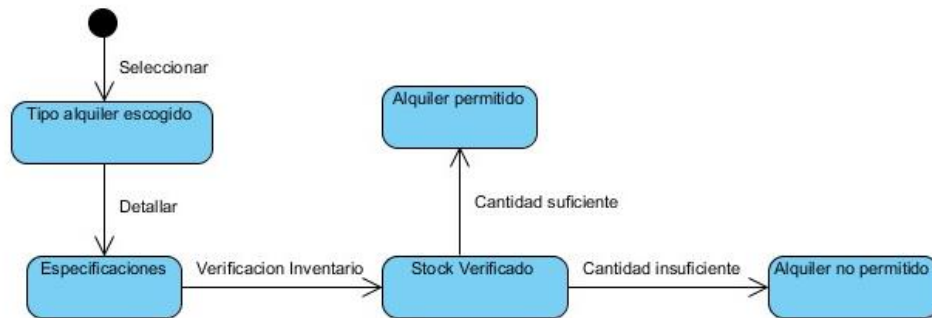 Seleccionar
Tipo alquiler escogido
Alquiler permitido
Detallar
Cantidad suficiente
Especificaciones
Verificacion Inventario
Stock Verificado
Cantidad insuficiente
Alquiler no permitido